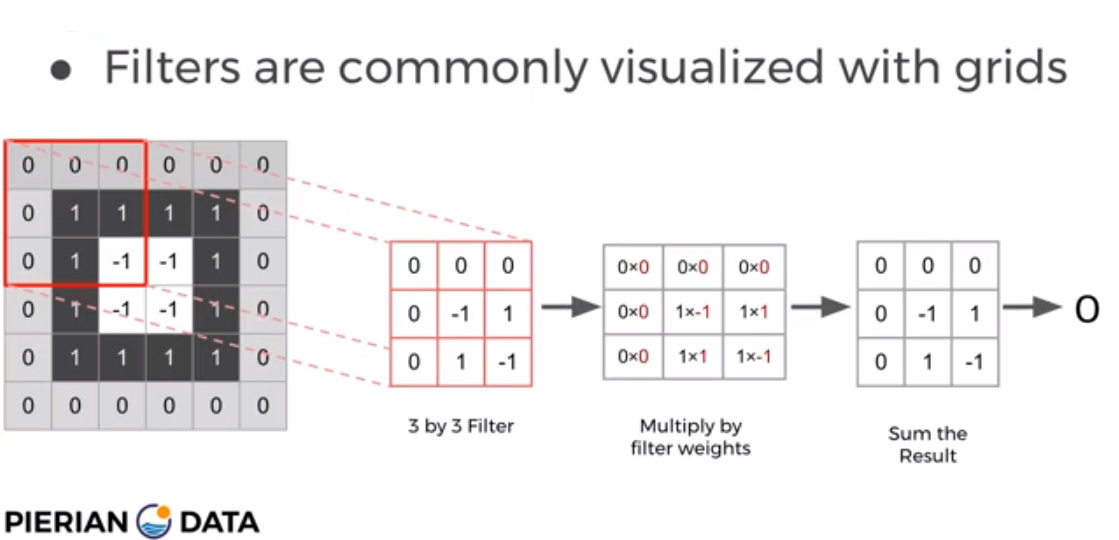 ● Filters are commonly visualized with grids
0 0 0 0 0 0
0 1 1 1 1 0
0 1 -1 -1 1 0
0 1 -1 -1 1 0
0 1 1 1 1 0
0 0 0 0 0 0
0 0 0
0 -1 1
0 1 -1
3 by 3 Filter
0×0 0×0 0×0
0×0 1×-1 1×1
0×0 1×1 1×-1
Multiply by
filter weights
0 0 0
0 -1 1
0 1 -1
Sum the
Result
0
PIERIAN DATA